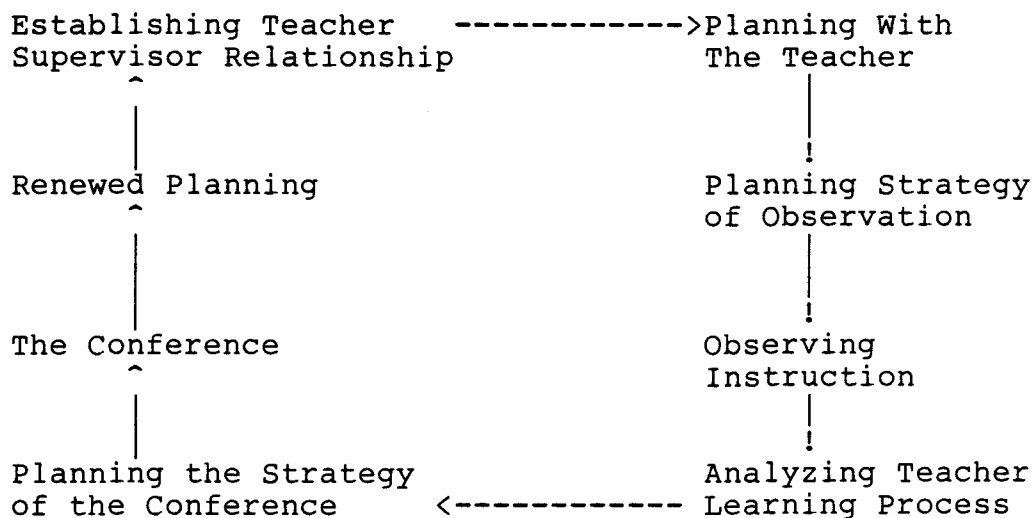 Establishing Teacher ------------->Planning With
Supervisor Relationship The Teacher
Renewed Planning Planning Strategy
of Observation
The Conference Observing
Instruction
Planning the Strategy Analyzing Teacher
of the Conference <------------- Learning Process